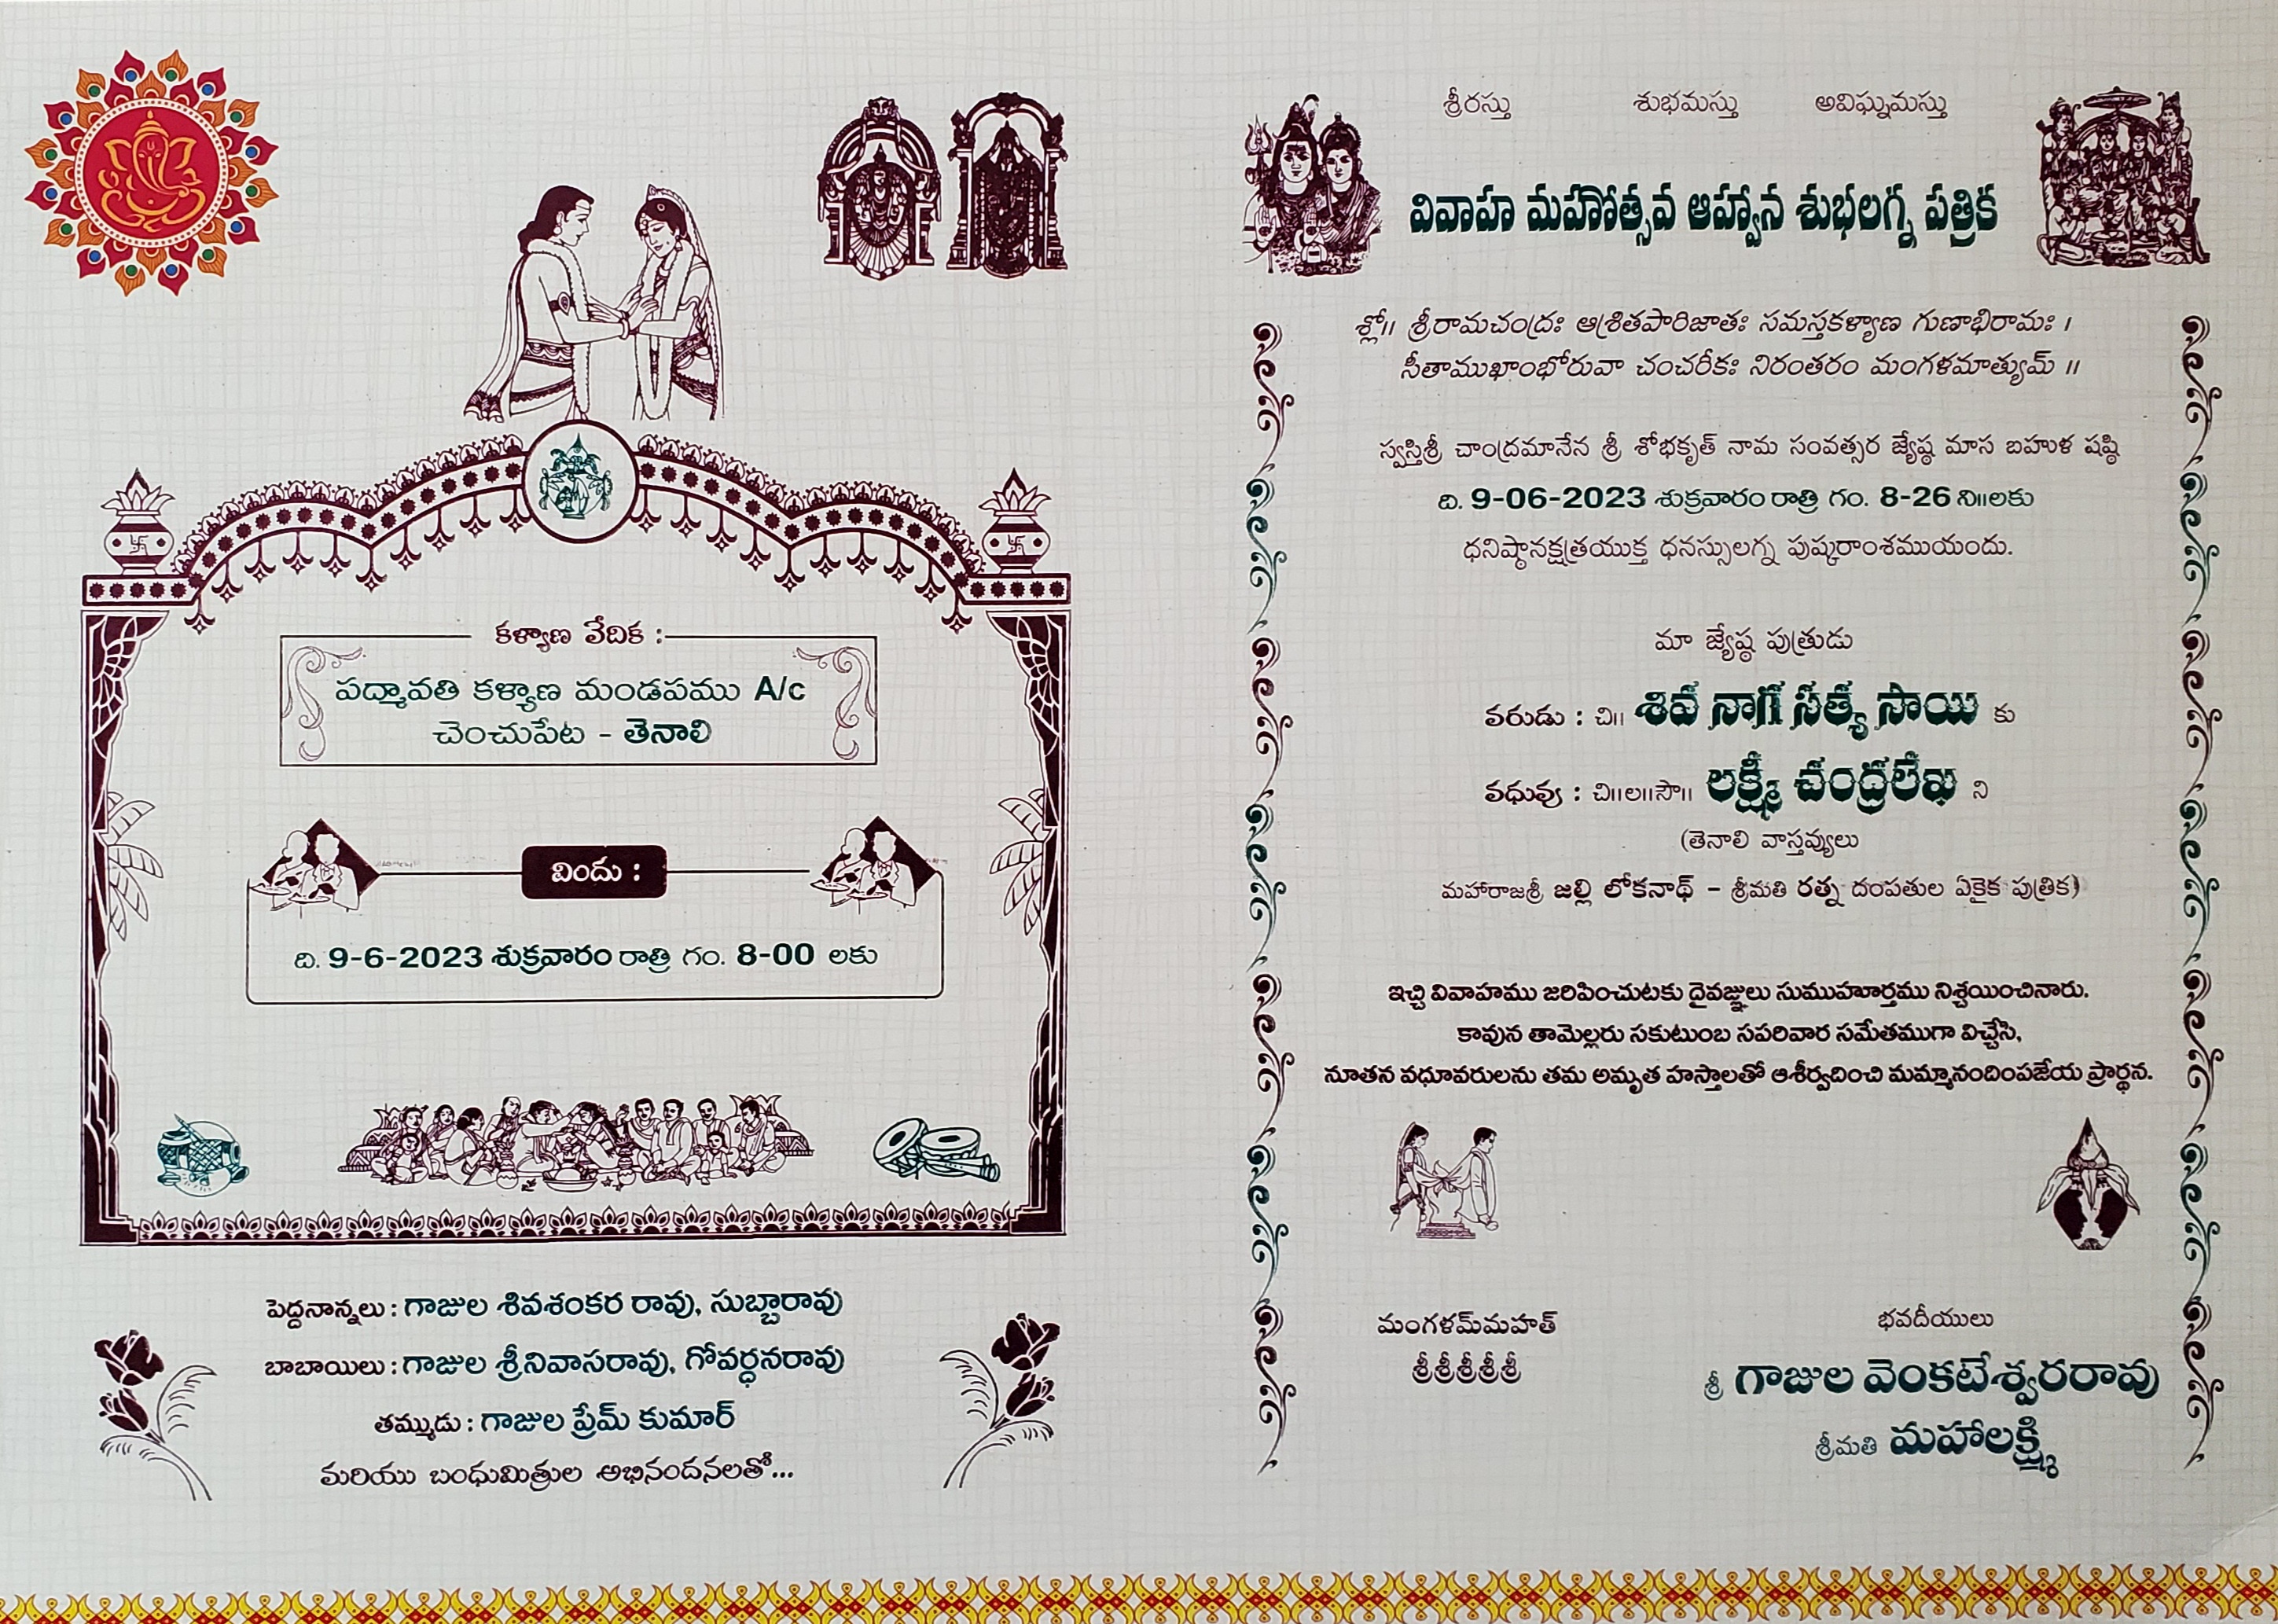 కళ్యాణ వేదిక :
పద్మావతి కళ్యాణ మండపము A/c
చెంచుపేట - తెనాలి
విందు :
ది. 9-6-2023 శుక్రవారం రాత్రి గం. 8-00 లకు
పెద్దనాన్నలు : గాజుల శివశంకర రావు, సుబ్బారావు
బాబాయిలు : గాజుల శ్రీనివాసరావు, గోవర్ధనరావు
తమ్ముడు : గాజుల ప్రేమ్ కుమార్
మరియు బంధుమిత్రుల అభినందనలతో...
శ్రీరస్తు శుభమస్తు అవిఘ్నమస్తు
వివాహ మహోత్సవ ఆహ్వాన శుభలగ్న పత్రిక
శ్లో॥ శ్రీరామచంద్రః ఆశ్రితపారిజాతః సమస్తకళ్యాణ గుణాభిరామః ।
సీతాముఖాంభోరువా చంచరీకః నిరంతరం మంగళమాత్యుమ్ ॥
స్వస్తిశ్రీ చాంద్రమానేన శ్రీ శోభకృత్ నామ సంవత్సర జ్యేష్ఠ మాస బహుళ షష్ఠి
ది. 9-06-2023 శుక్రవారం రాత్రి గం. 8-26 ని॥లకు
ధనిష్ఠానక్షత్రయుక్త ధనస్సులగ్న పుష్కరాంశముయందు.
మా జ్యేష్ఠ పుత్రుడు
వరుడు : చి॥ శివ నాగ సత్య సాయి కు
వధువు : చి॥ల॥సౌ॥ లక్ష్మీ చంద్రలేఖ ని
(తెనాలి వాస్తవ్యులు
మహారాజశ్రీ జల్లి లోకనాథ్ - శ్రీమతి రత్న దంపతుల ఏకైక పుత్రిక)
ఇచ్చి వివాహము జరిపించుటకు దైవజ్ఞులు సుముహూర్తము నిశ్చయించినారు.
కావున తామెల్లరు సకుటుంబ సపరివార సమేతముగా విచ్చేసి,
నూతన వధూవరులను తమ అమృత హస్తాలతో ఆశీర్వదించి మమ్మానందింపజేయ ప్రార్థన.
మంగళమ్‌మహత్
శ్రీశ్రీశ్రీశ్రీశ్రీ
భవదీయులు
శ్రీ గాజుల వెంకటేశ్వరరావు
శ్రీమతి మహాలక్ష్మి